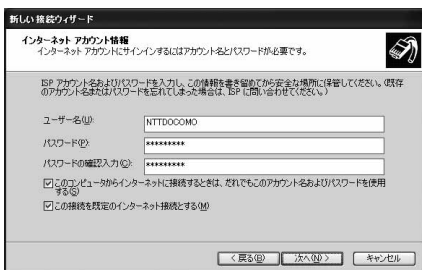 新しい接続ウィザード
インターネット アカウント情報
インターネット アカウントにサインインするにはアカウント名とパスワードが必要です。
ISP アカウント名およびパスワードを入力し、この情報を書き留めてから安全な場所に保管してください。(既存
のアカウント名またはパスワードを忘れてしまった場合は、ISP に問い合わせてください。)
ユーザー名(U): NTTDOCOMO
パスワード(P): *********
パスワードの確認入力(C): *********
このコンピュータからインターネットに接続するときは、だれでもこのアカウント名およびパスワードを使用
する(S)
この接続を既定のインターネット接続とする(M)
< 戻る(B) 次へ(N) > キャンセル